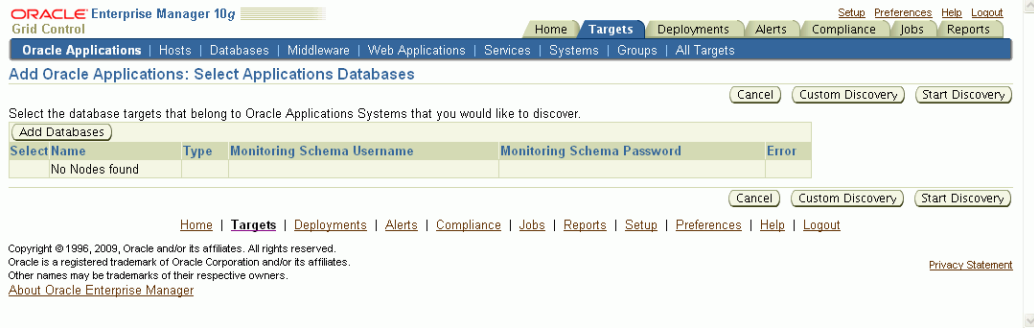 ORACLE Enterprise Manager 10g
Grid Control
Setup Preferences Help Logout
Home Targets Deployments Alerts Compliance Jobs Reports
Oracle Applications | Hosts | Databases | Middleware | Web Applications | Services | Systems | Groups | All Targets
Add Oracle Applications: Select Applications Databases
Cancel Custom Discovery Start Discovery
Select the database targets that belong to Oracle Applications Systems that you would like to discover.
Add Databases
Select Name Type Monitoring Schema Username Monitoring Schema Password Error
No Nodes found
Cancel Custom Discovery Start Discovery
Home | Targets | Deployments | Alerts | Compliance | Jobs | Reports | Setup | Preferences | Help | Logout
Copyright © 1996, 2009, Oracle and/or its affiliates. All rights reserved.
Oracle is a registered trademark of Oracle Corporation and/or its affiliates.
Other names may be trademarks of their respective owners.
Privacy Statement
About Oracle Enterprise Manager